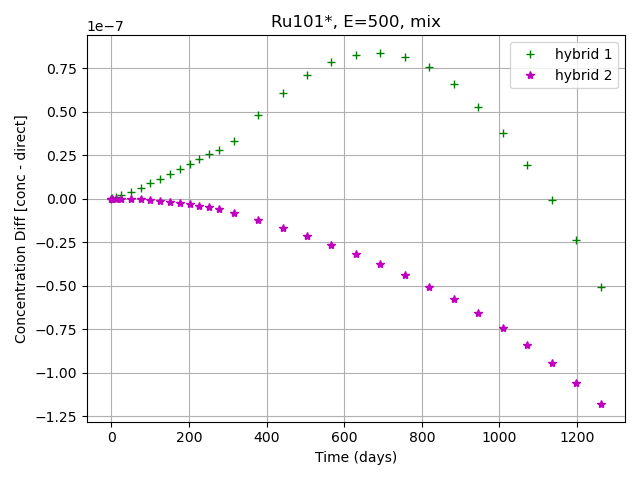 Ru101*, E=500, mix
1e−7
hybrid 1
hybrid 2
0.75
0.50
0.25
0.00
−0.25
−0.50
−0.75
−1.00
−1.25
Concentration Diff [conc - direct]
0 200 400 600 800 1000 1200
Time (days)